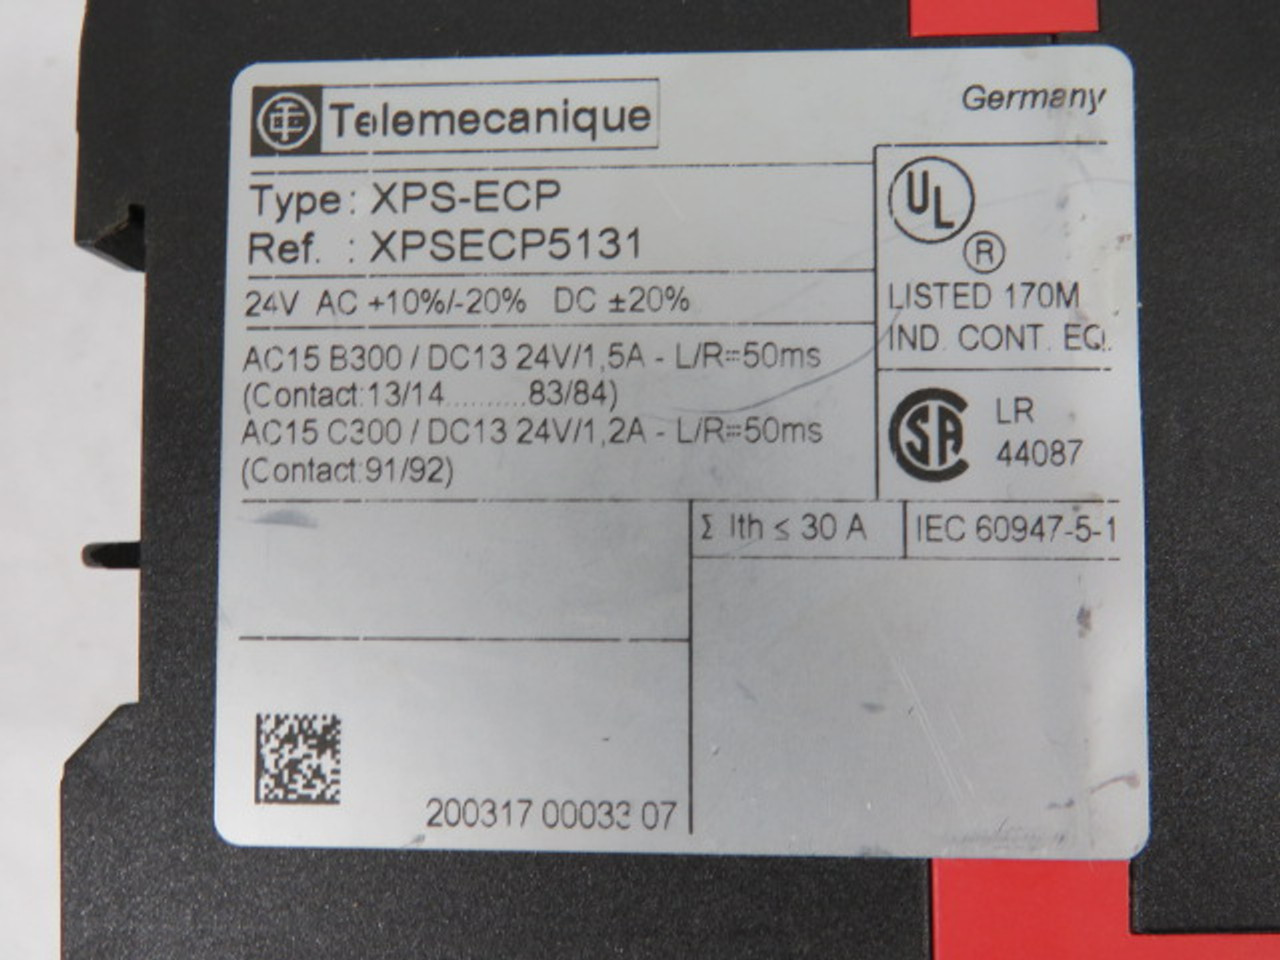 Telemecanique
Germany
Type : XPS-ECP
Ref. : XPSECP5131
24V AC +10%/-20% DC ±20%
AC15 B300 / DC13 24V/1,5A - L/R=50ms
(Contact:13/14..........83/84)
AC15 C300 / DC13 24V/1,2A - L/R=50ms
(Contact:91/92)
UL
®
LISTED 170M
IND. CONT. EQ.
SA
LR
44087
Σ Ith ≤ 30 A
IEC 60947-5-1
200317 00033 07